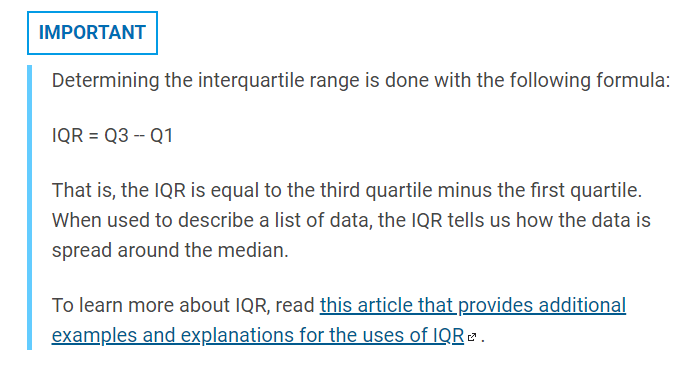 IMPORTANT
Determining the interquartile range is done with the following formula:
IQR = Q3 -- Q1
That is, the IQR is equal to the third quartile minus the first quartile.
When used to describe a list of data, the IQR tells us how the data is
spread around the median.
To learn more about IQR, read this article that provides additional
examples and explanations for the uses of IQR .